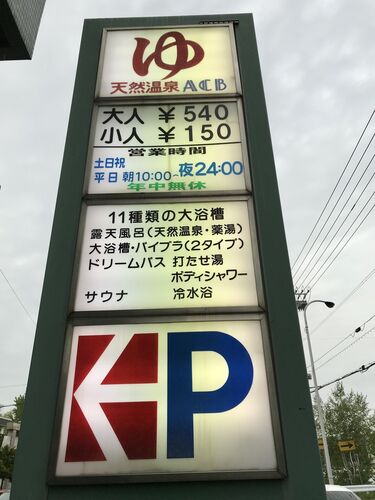 ゆ
天然温泉 ACB
大人 ¥540
小人 ¥150
営業時間
土日祝
平日 朝10:00~夜24:00
年中無休
11種類の大浴槽
露天風呂(天然温泉・薬湯)
大浴槽・バイブラ(2タイプ)
ドリームバス 打たせ湯
ボディシャワー
サウナ 冷水浴
P